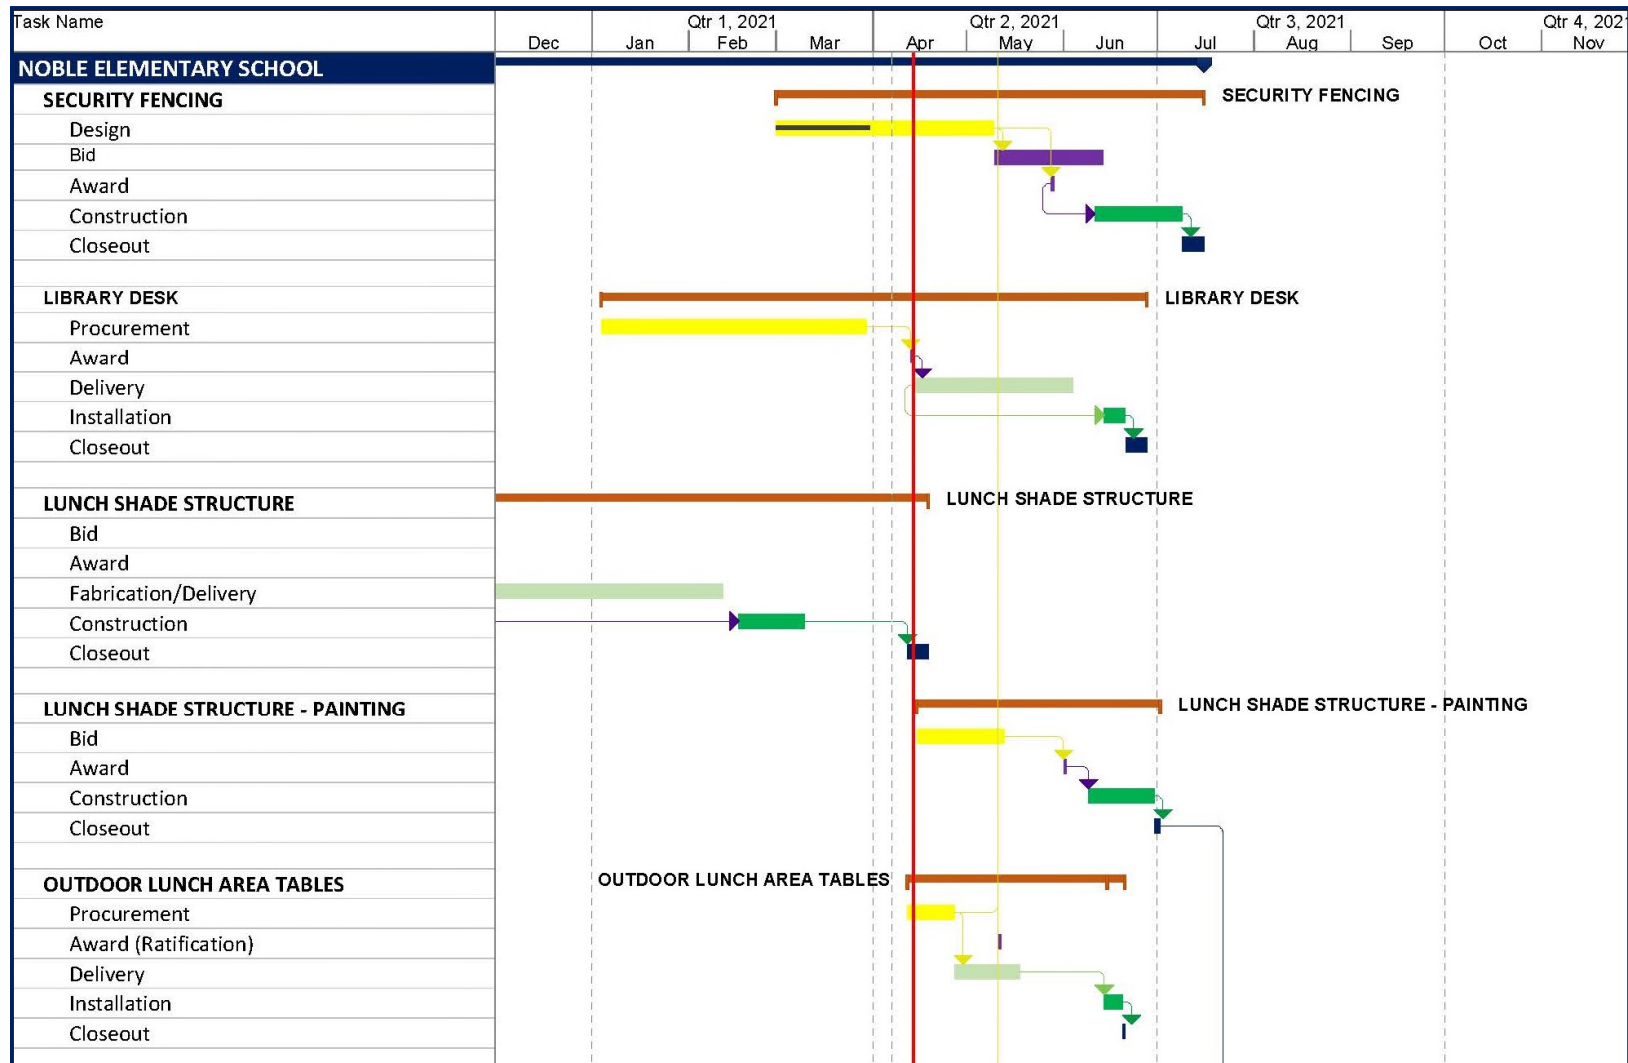 Task Name
Qtr 1, 2021 Qtr 2, 2021 Qtr 3, 2021 Qtr 4, 202
Dec Jan Feb Mar Apr May Jun Jul Aug Sep Oct Nov
NOBLE ELEMENTARY SCHOOL
SECURITY FENCING SECURITY FENCING
Design
Bid
Award
Construction
Closeout
LIBRARY DESK LIBRARY DESK
Procurement
Award
Delivery
Installation
Closeout
LUNCH SHADE STRUCTURE LUNCH SHADE STRUCTURE
Bid
Award
Fabrication/Delivery
Construction
Closeout
LUNCH SHADE STRUCTURE - PAINTING LUNCH SHADE STRUCTURE - PAINTING
Bid
Award
Construction
Closeout
OUTDOOR LUNCH AREA TABLES OUTDOOR LUNCH AREA TABLES
Procurement
Award (Ratification)
Delivery
Installation
Closeout